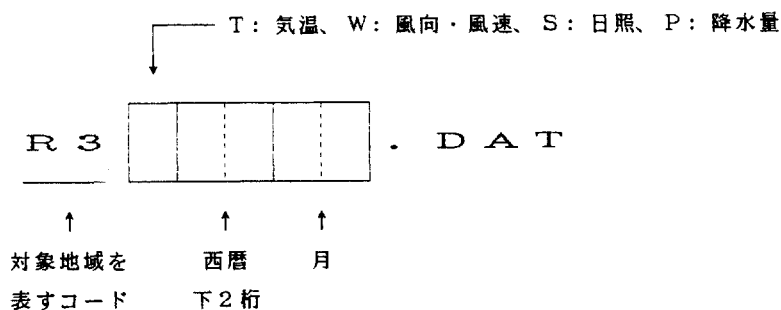 T：気温、W：風向・風速、S：日照、P：降水量
R3 .DAT
対象地域を
表すコード
西暦
下2桁
月